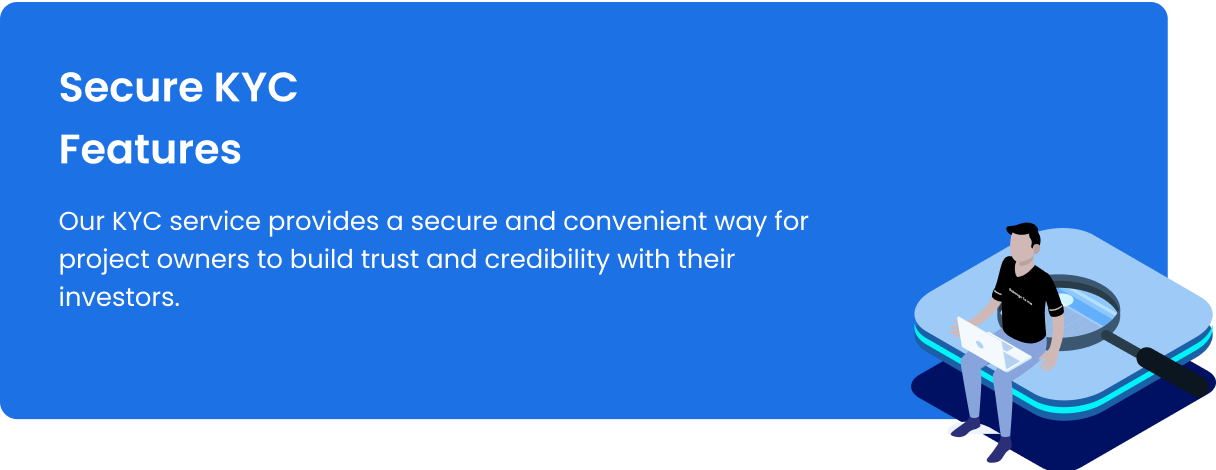 Secure KYC
Features
Our KYC service provides a secure and convenient way for
project owners to build trust and credibility with their
investors.